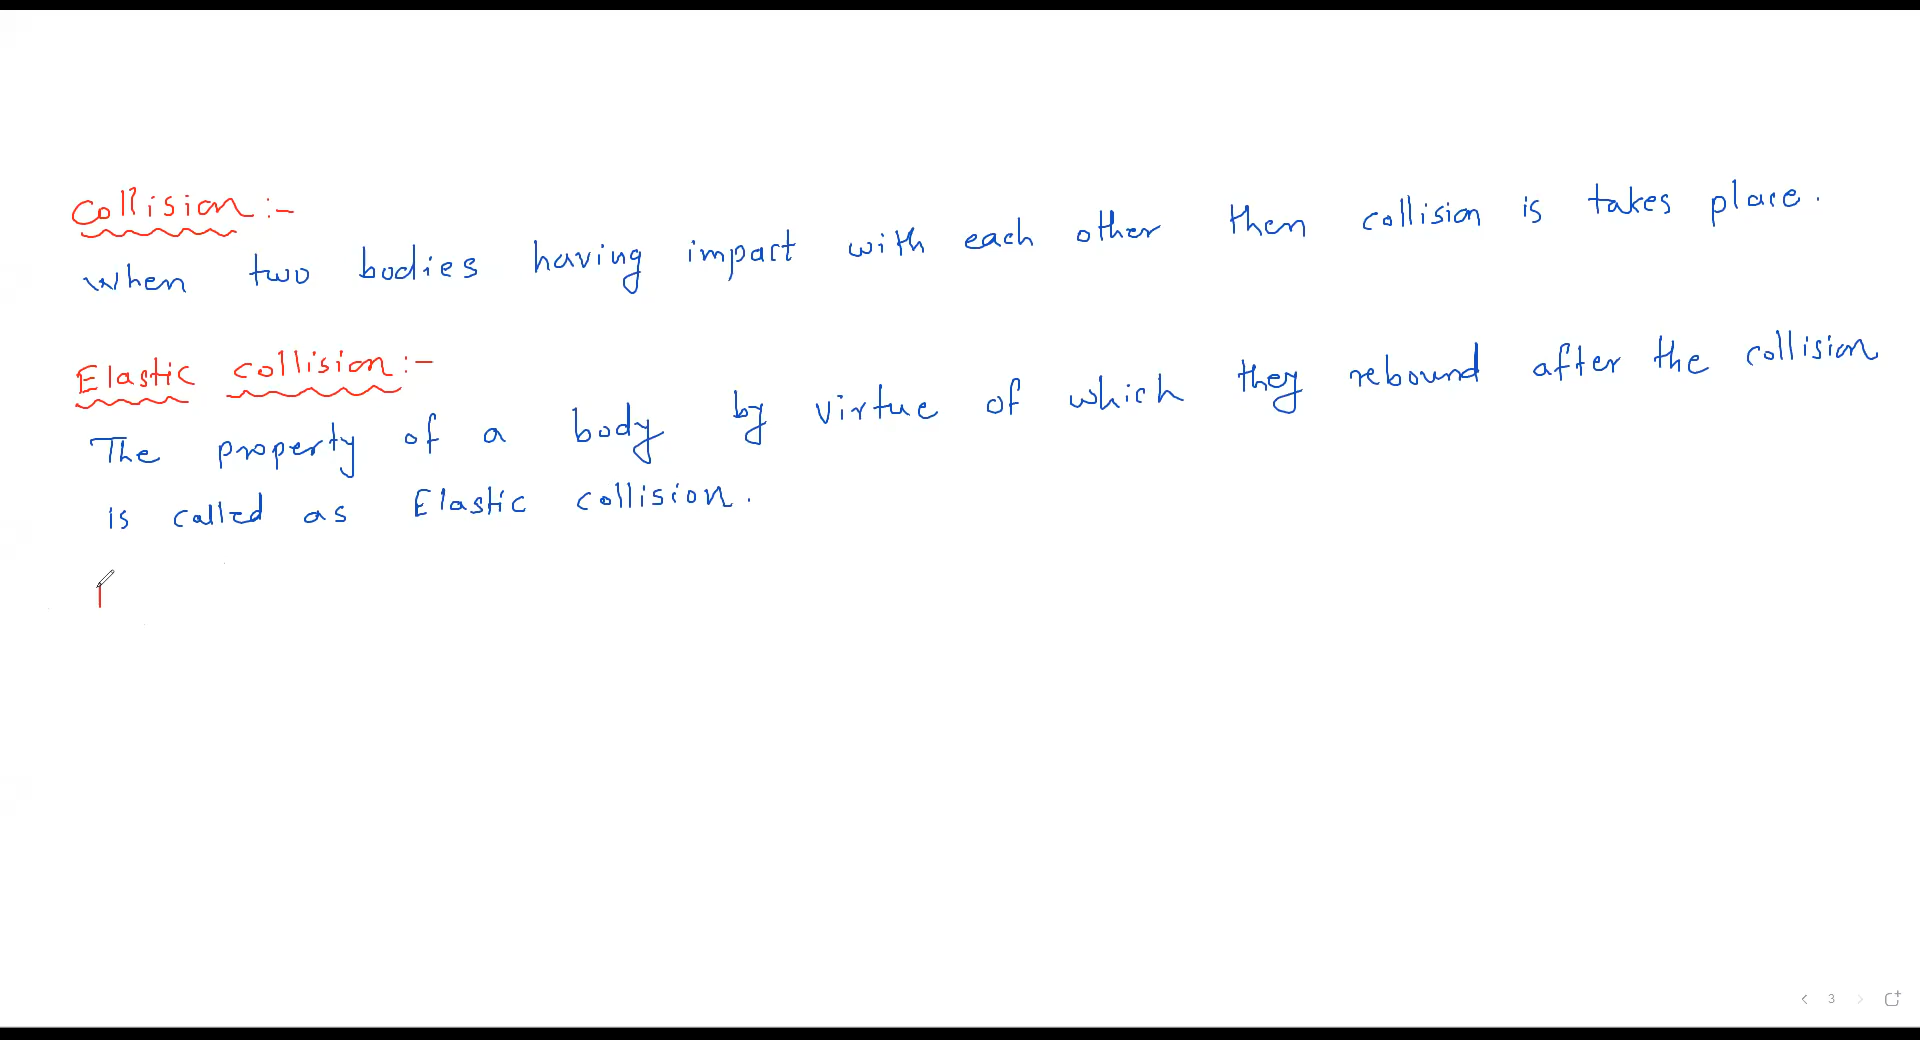 Collision :-
When two bodies having impact with each other then collision is takes place.
Elastic collision :-
The property of a body by virtue of which they rebound after the collision
is called as Elastic collision.
3